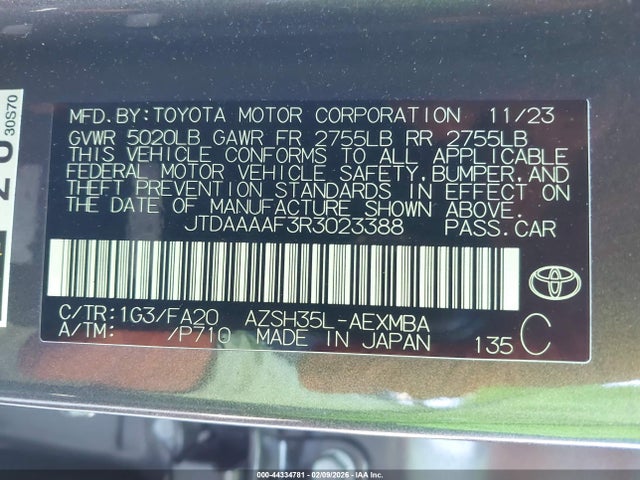 30S70
MFD.BY:TOYOTA MOTOR CORPORATION 11/23
GVWR 5020LB GAWR FR 2755LB RR 2755LB
THIS VEHICLE CONFORMS TO ALL APPLICABLE
FEDERAL MOTOR VEHICLE SAFETY,BUMPER,AND
THEFT PREVENTION STANDARDS IN EFFECT ON
THE DATE OF MANUFACTURE SHOWN ABOVE.
JTDAAAAF3R3023388 PASS.CAR
C/TR:1G3/FA20 AZSH35L-AEXMBA
A/TM: /P710 MADE IN JAPAN 135 C
000-44334781 - 02/09/2026 - IAA Inc.